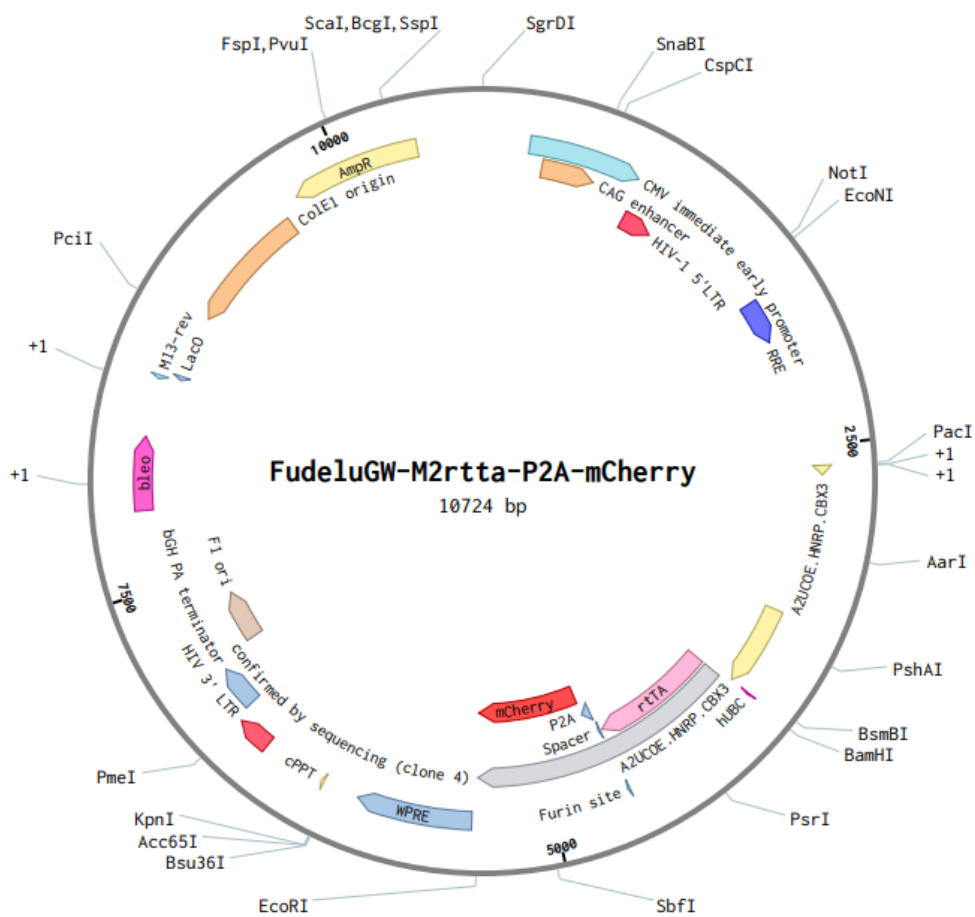 ScaI,BcgI,SspI
FspI,PvuI
SgrDI
SnaBI
CspCI
NotI
EcoNI
PacI
+1
+1
AarI
PshAI
BsmBI
BamHI
PsrI
SbfI
EcoRI
Bsu36I
Acc65I
KpnI
PmeI
+1
+1
PciI
10000
2500
5000
7500
AmpR
ColE1 origin
CMV immediate early promoter
CAG enhancer
HIV-1 5'LTR
RRE
M13-rev
LacO
bleo
FudeluGW-M2rtta-P2A-mCherry
10724 bp
A2UCOE.HNRP.CBX3
hUBC
A2UCOE.HNRP.CBX3
rtTA
mCherry
P2A
Spacer
Furin site
confirmed by sequencing (clone 4)
WPRE
cPPT
HIV 3' LTR
bGH PA terminator
F1 ori